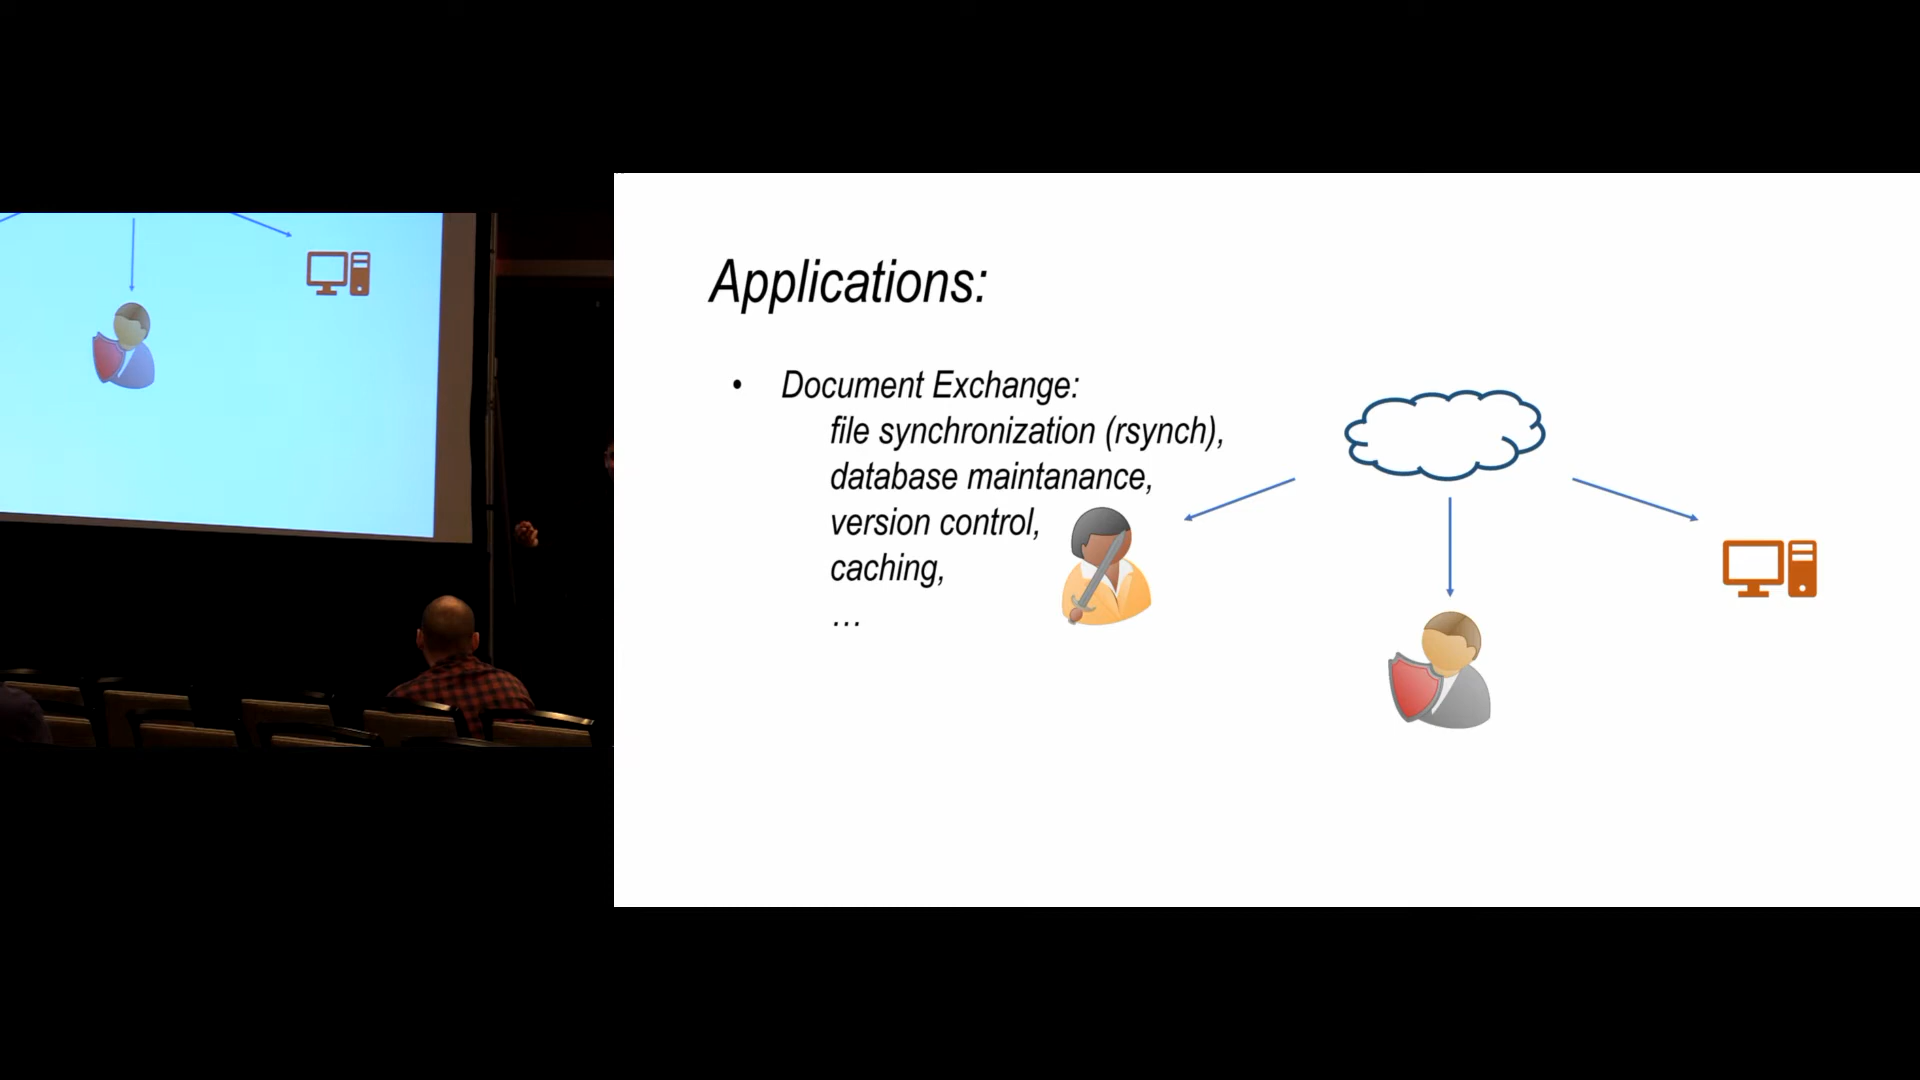 Applications:
• Document Exchange:
file synchronization (rsynch),
database maintanance,
version control,
caching,
…